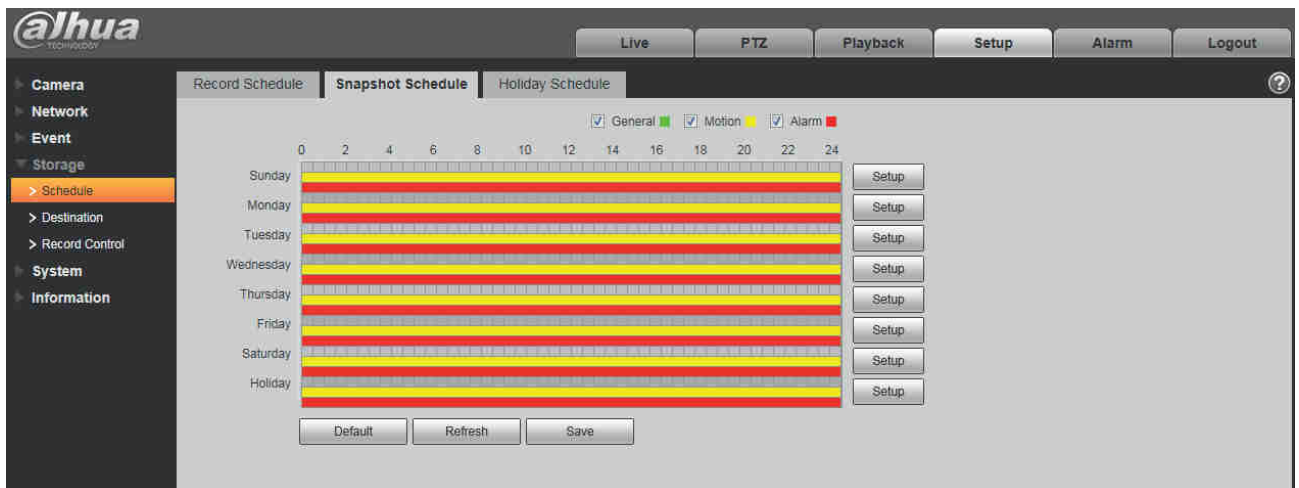 alhua
TECHNOLOGY
Live PTZ Playback Setup Alarm Logout
Camera
Network
Event
Storage
> Schedule
> Destination
> Record Control
System
Information
Record Schedule Snapshot Schedule Holiday Schedule
?
General Motion Alarm
0 2 4 6 8 10 12 14 16 18 20 22 24
Sunday Setup
Monday Setup
Tuesday Setup
Wednesday Setup
Thursday Setup
Friday Setup
Saturday Setup
Holiday Setup
Default Refresh Save